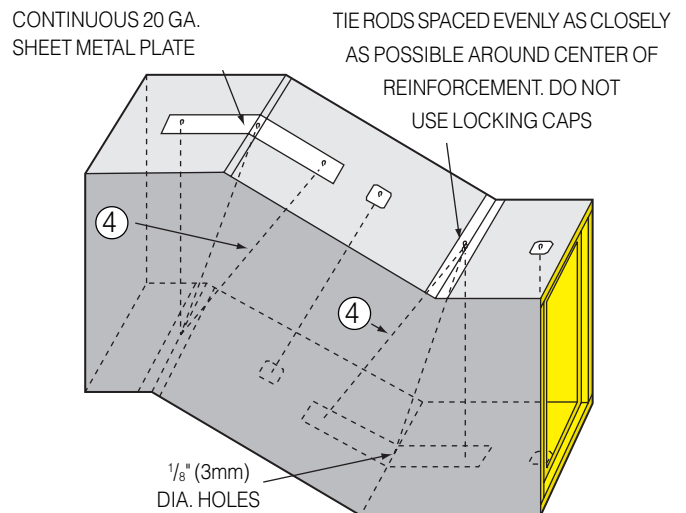 CONTINUOUS 20 GA.
SHEET METAL PLATE
TIE RODS SPACED EVENLY AS CLOSELY
AS POSSIBLE AROUND CENTER OF
REINFORCEMENT. DO NOT
USE LOCKING CAPS
4
4
1/8" (3mm)
DIA. HOLES